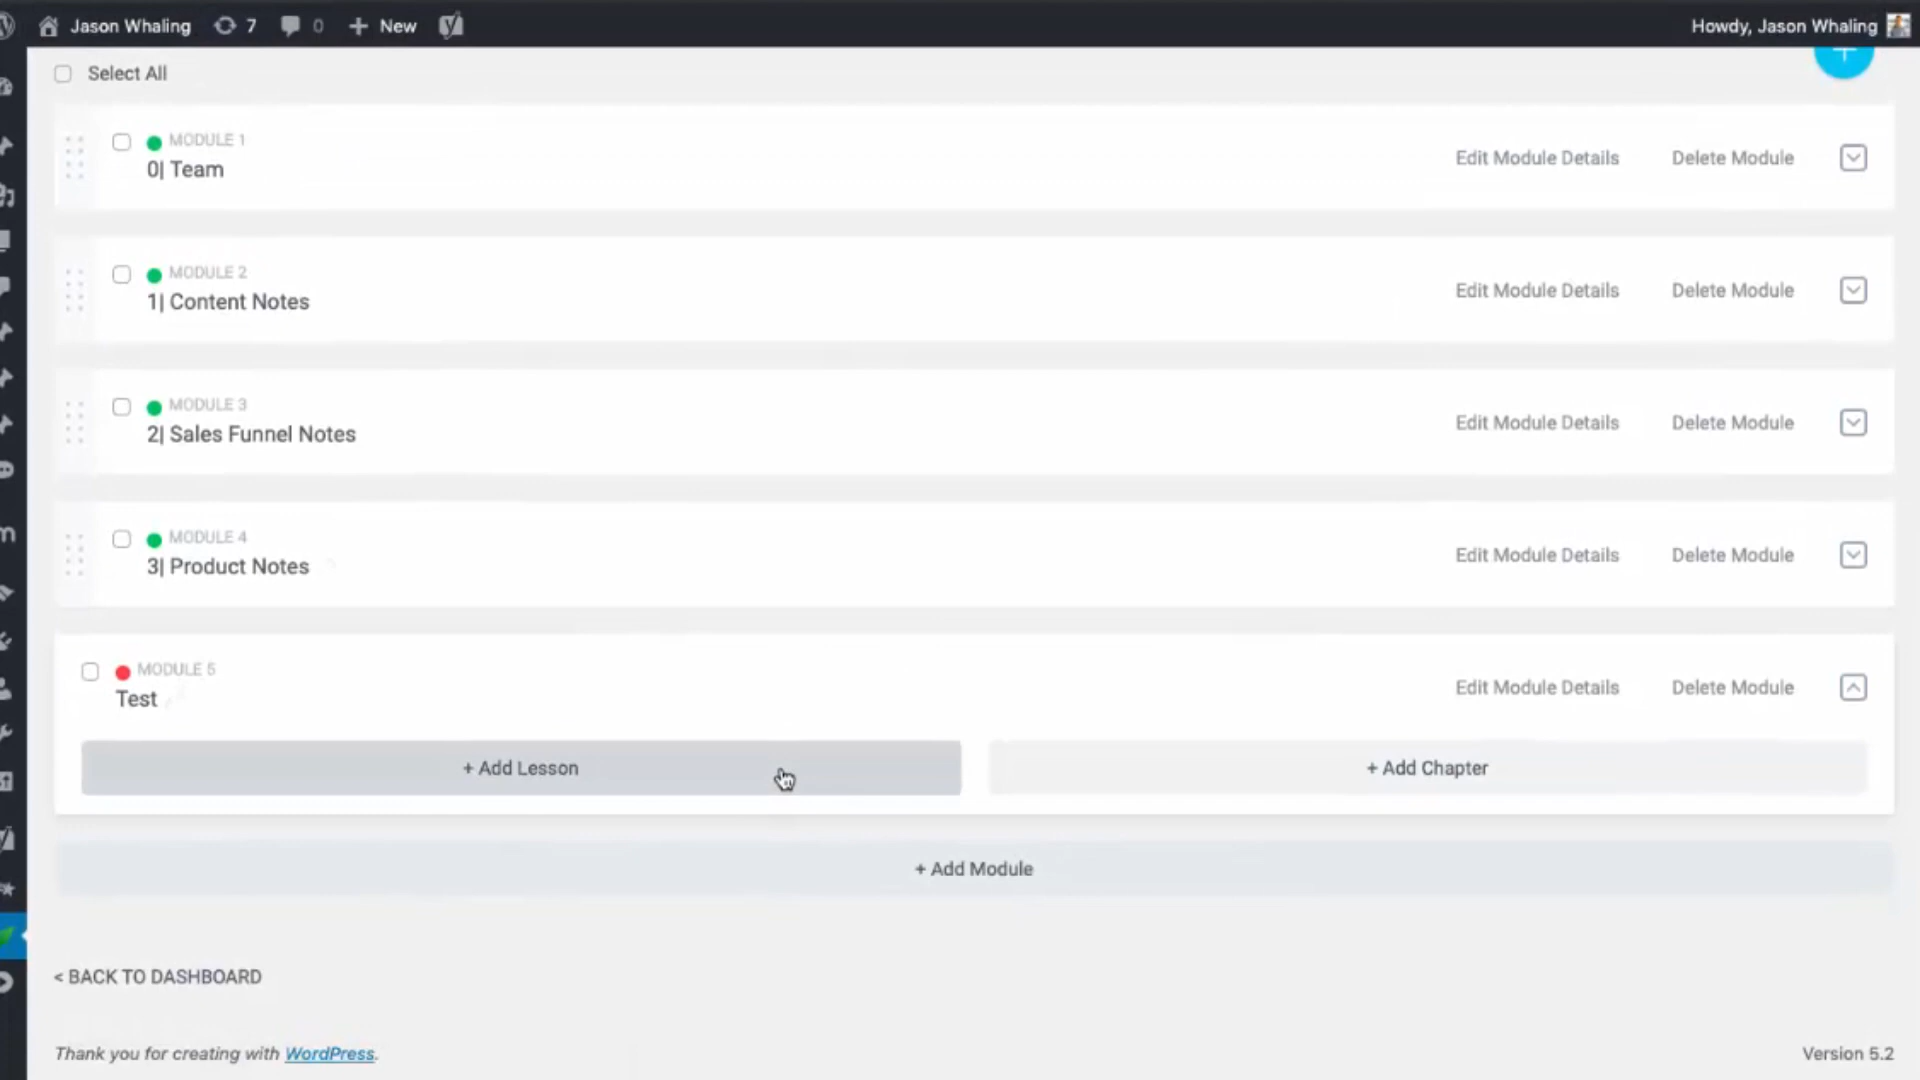 Jason Whaling 7 0 + New Howdy, Jason Whaling
Select All
MODULE 1
0| Team
Edit Module Details Delete Module
MODULE 2
1| Content Notes
Edit Module Details Delete Module
MODULE 3
2| Sales Funnel Notes
Edit Module Details Delete Module
MODULE 4
3| Product Notes
Edit Module Details Delete Module
MODULE 5
Test
Edit Module Details Delete Module
+ Add Lesson + Add Chapter
+ Add Module
< BACK TO DASHBOARD
Thank you for creating with WordPress. Version 5.2